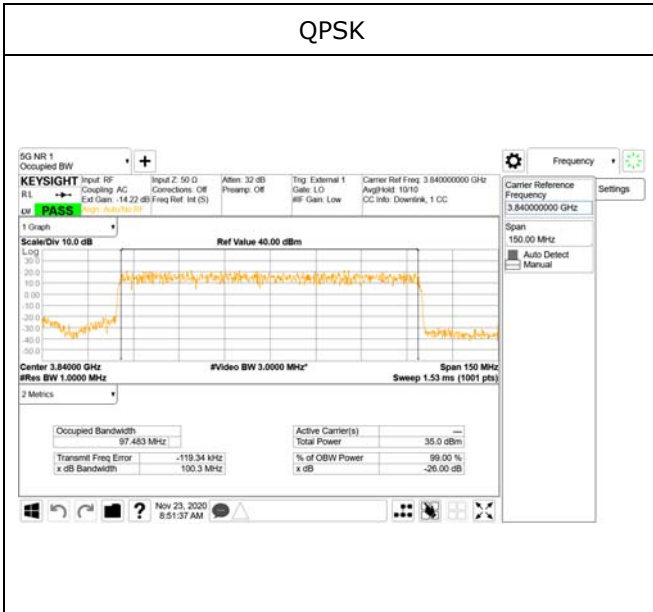 QPSK
5G NR 1
Occupied BW
Frequency
KEYSIGHT
RL
PASS
Input: RF
Coupling: AC
Ext Gain: -14.22 dB
Align: Auto/No RF
Input Z: 50 Ω
Corrections: Off
Freq Ref: Int (S)
Atten: 32 dB
Preamp: Off
Trig: External 1
Gate: LO
#IF Gain: Low
Carrier Ref Freq: 3.840000000 GHz
Avg|Hold: 10/10
CC Info: Downlink, 1 CC
Carrier Reference
Frequency
3.840000000 GHz
Settings
Span
150.00 MHz
Auto Detect
Manual
1 Graph
Scale/Div 10.0 dB
Ref Value 40.00 dBm
Log
30.0
20.0
10.0
0.00
-10.0
-20.0
-30.0
-40.0
-50.0
Center 3.84000 GHz
#Video BW 3.0000 MHz*
Span 150 MHz
#Res BW 1.0000 MHz
Sweep 1.53 ms (1001 pts)
2 Metrics
Occupied Bandwidth
97.483 MHz
Active Carrier(s)
---
Total Power
35.0 dBm
Transmit Freq Error
-119.34 kHz
% of OBW Power
99.00 %
x dB Bandwidth
100.3 MHz
x dB
-26.00 dB
Nov 23, 2020
8:51:37 AM